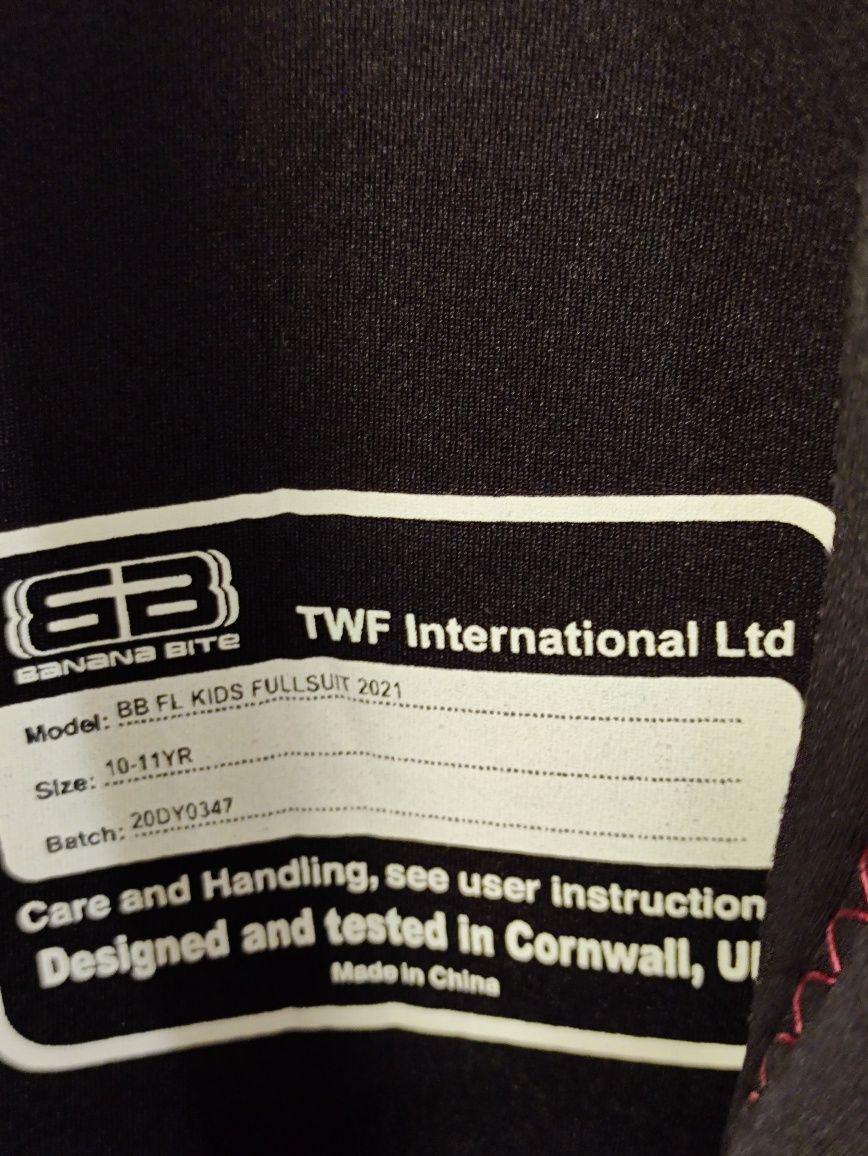 BANANA BITE
TWF International Ltd
Model: BB FL KIDS FULLSUIT 2021
Size: 10-11YR
Batch: 20DY0347
Care and Handling, see user instruction
Designed and tested in Cornwall, U
Made in China